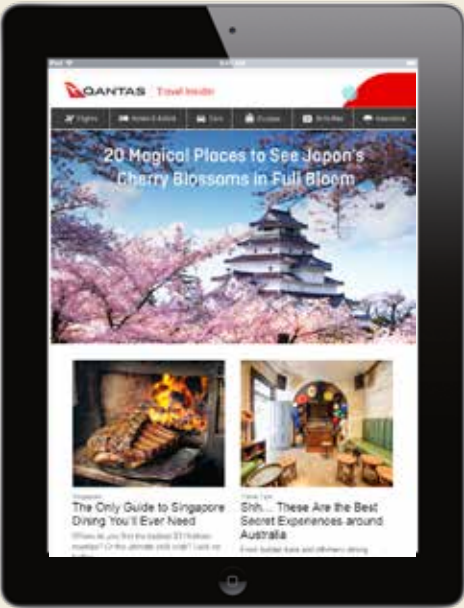 QANTAS Travel Insider
Flights Hotels & Airbnb Cars Cruises Activities Insurance
20 Magical Places to See Japan's
Cherry Blossoms in Full Bloom
Singapore
The Only Guide to Singapore
Dining You'll Ever Need
Travel Tips
Shh... These Are the Best
Secret Experiences around
Australia